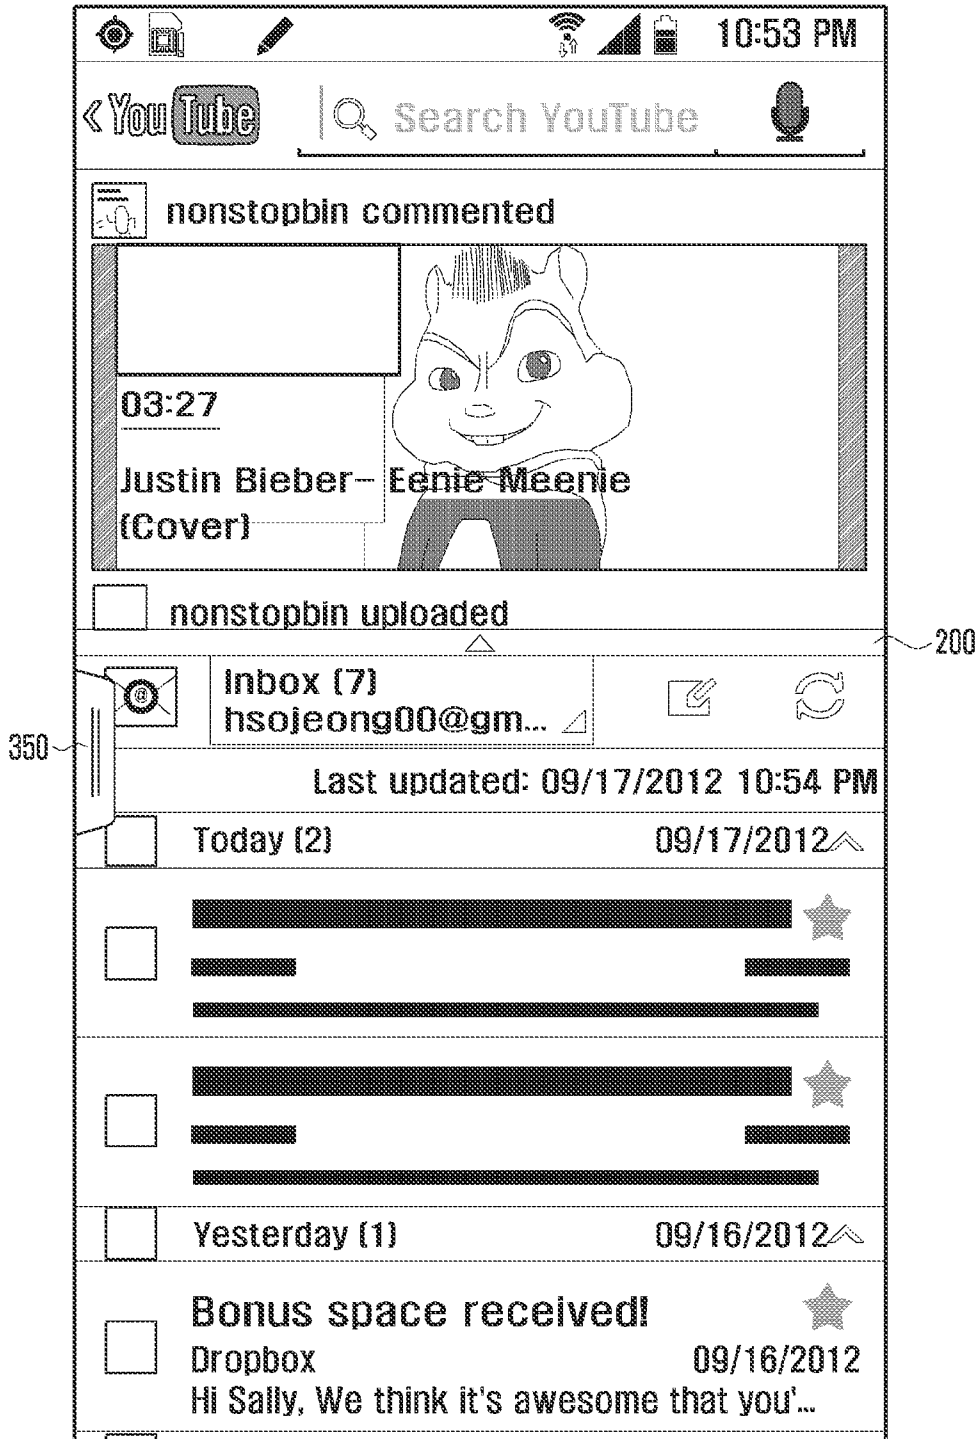 10:53 PM
You Tube
Search YouTube
nonstopbin commented
03:27
Justin Bieber- Eenie Meenie
(Cover)
nonstopbin uploaded
200
@
Inbox (7)
hsojeong00@gm...
350
Last updated: 09/17/2012 10:54 PM
Today (2) 09/17/2012
Yesterday (1) 09/16/2012
Bonus space received!
Dropbox 09/16/2012
Hi Sally, We think it's awesome that you'...